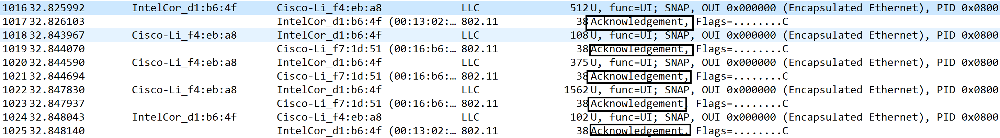 1016 32.825992 IntelCor_d1:b6:4f Cisco-Li_f4:eb:a8 LLC 512 U, func=UI; SNAP, OUI 0x000000 (Encapsulated Ethernet), PID 0x0800
1017 32.826103 IntelCor_d1:b6:4f (00:13:02:… 802.11 38 Acknowledgement, Flags=........C
1018 32.843967 Cisco-Li_f4:eb:a8 IntelCor_d1:b6:4f LLC 108 U, func=UI; SNAP, OUI 0x000000 (Encapsulated Ethernet), PID 0x0800
1019 32.844070 Cisco-Li_f7:1d:51 (00:16:b6:… 802.11 38 Acknowledgement, Flags=........C
1020 32.844590 Cisco-Li_f4:eb:a8 IntelCor_d1:b6:4f LLC 375 U, func=UI; SNAP, OUI 0x000000 (Encapsulated Ethernet), PID 0x0800
1021 32.844694 Cisco-Li_f7:1d:51 (00:16:b6:… 802.11 38 Acknowledgement, Flags=........C
1022 32.847830 Cisco-Li_f4:eb:a8 IntelCor_d1:b6:4f LLC 1562 U, func=UI; SNAP, OUI 0x000000 (Encapsulated Ethernet), PID 0x0800
1023 32.847937 Cisco-Li_f7:1d:51 (00:16:b6:… 802.11 38 Acknowledgement, Flags=........C
1024 32.848043 IntelCor_d1:b6:4f Cisco-Li_f4:eb:a8 LLC 102 U, func=UI; SNAP, OUI 0x000000 (Encapsulated Ethernet), PID 0x0800
1025 32.848140 IntelCor_d1:b6:4f (00:13:02:… 802.11 38 Acknowledgement, Flags=........C